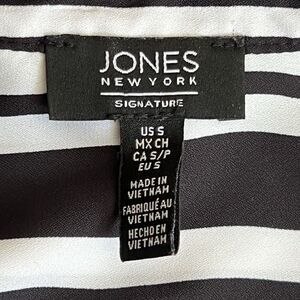 JONES
NEW YORK
SIGNATURE
US S
MX CH
CA S/P
EU S
MADE IN
VIETNAM
FABRIQUÉ AU
VIETNAM
HECHO EN
VIETNAM